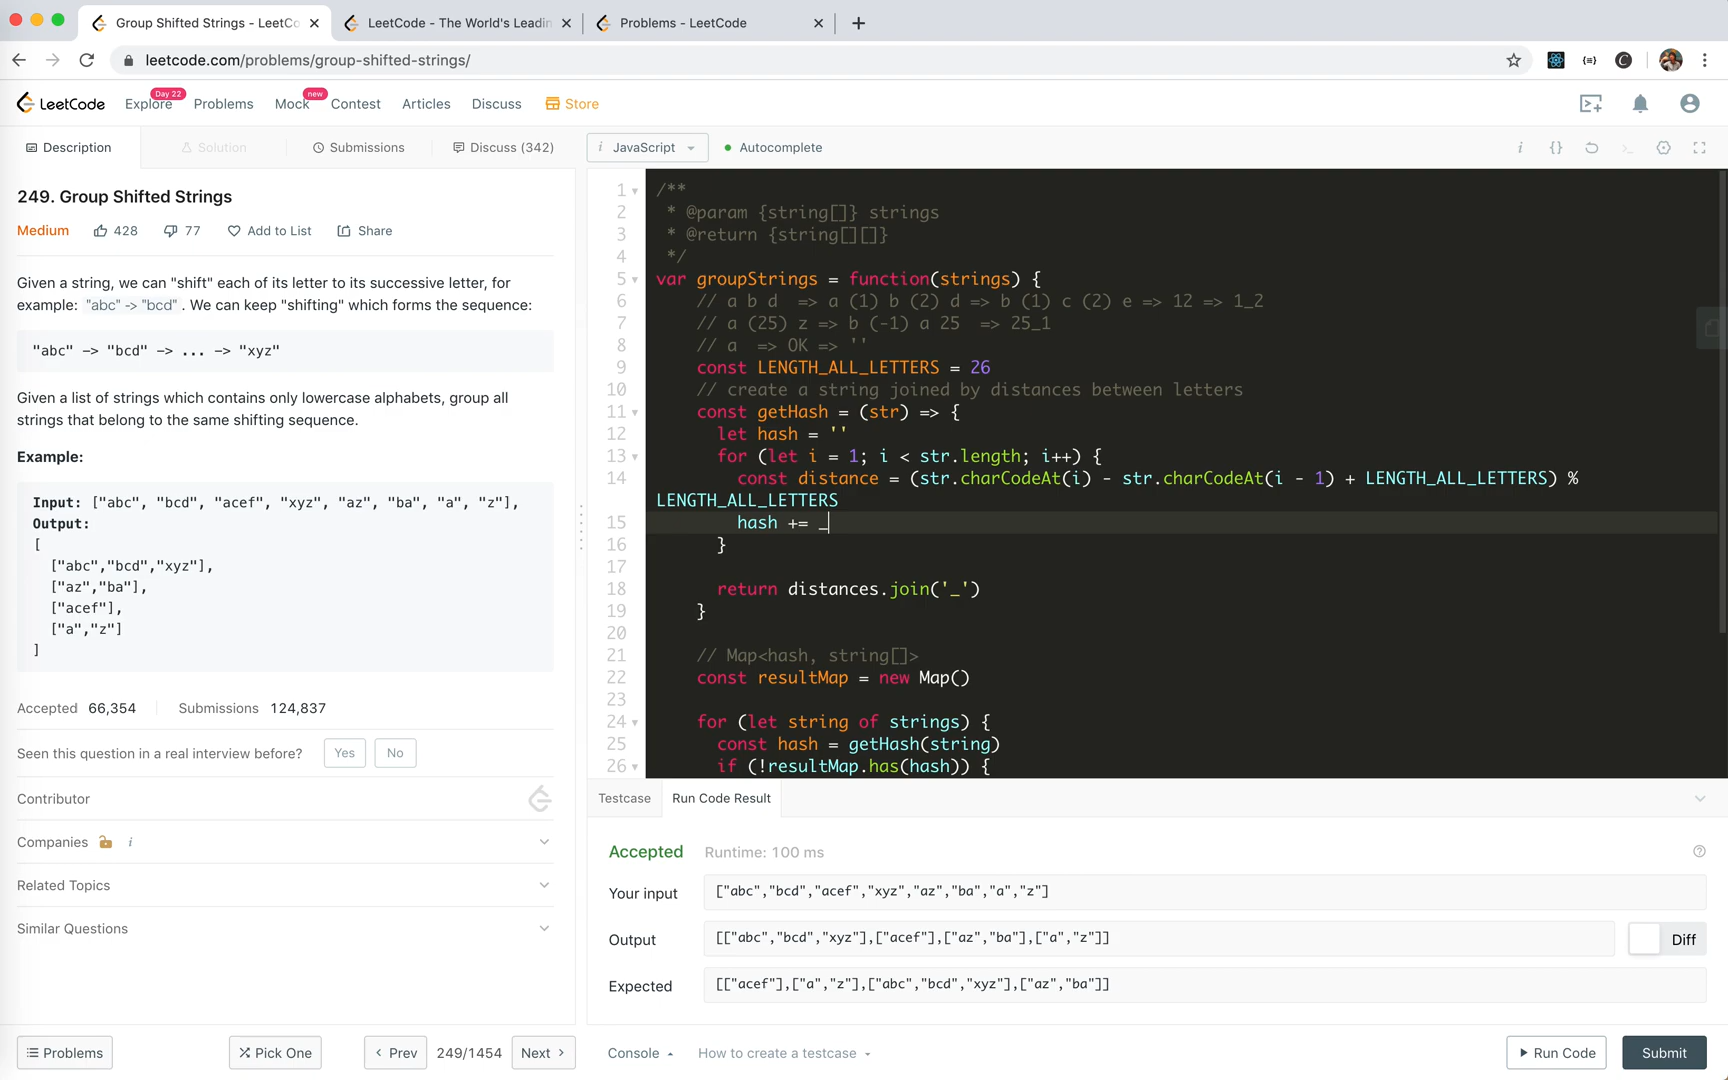 Group Shifted Strings - LeetCo
LeetCode - The World's Leadin
Problems - LeetCode
leetcode.com/problems/group-shifted-strings/
LeetCode
Explore
Day 22
Problems
Mock
new
Contest
Articles
Discuss
Store
Description
Solution
Submissions
Discuss (342)
i JavaScript
Autocomplete
249. Group Shifted Strings
Medium
428
77
Add to List
Share
Given a string, we can "shift" each of its letter to its successive letter, for
example: "abc" -> "bcd" . We can keep "shifting" which forms the sequence:
"abc" -> "bcd" -> ... -> "xyz"
Given a list of strings which contains only lowercase alphabets, group all
strings that belong to the same shifting sequence.
Example:
Input: ["abc", "bcd", "acef", "xyz", "az", "ba", "a", "z"],
Output:
[
["abc","bcd","xyz"],
["az","ba"],
["acef"],
["a","z"]
]
Accepted 66,354
Submissions 124,837
Seen this question in a real interview before?
Yes
No
Contributor
Companies i
Related Topics
Similar Questions
Problems
Pick One
Prev
249/1454
Next
1 /**
2 * @param {string[]} strings
3 * @return {string[][]}
4 */
5 var groupStrings = function(strings) {
6 // a b d  => a (1) b (2) d => b (1) c (2) e => 12 => 1_2
7 // a (25) z => b (-1) a 25  => 25_1
8 // a  => OK => ''
9 const LENGTH_ALL_LETTERS = 26
10 // create a string joined by distances between letters
11 const getHash = (str) => {
12 let hash = ''
13 for (let i = 1; i < str.length; i++) {
14 const distance = (str.charCodeAt(i) - str.charCodeAt(i - 1) + LENGTH_ALL_LETTERS) %
LENGTH_ALL_LETTERS
15 hash += _
16 }
17
18 return distances.join('_')
19 }
20
21 // Map<hash, string[]>
22 const resultMap = new Map()
23
24 for (let string of strings) {
25 const hash = getHash(string)
26 if (!resultMap.has(hash)) {
Testcase
Run Code Result
Accepted
Runtime: 100 ms
Your input
["abc","bcd","acef","xyz","az","ba","a","z"]
Output
[["abc","bcd","xyz"],["acef"],["az","ba"],["a","z"]]
Diff
Expected
[["acef"],["a","z"],["abc","bcd","xyz"],["az","ba"]]
Console
How to create a testcase
Run Code
Submit